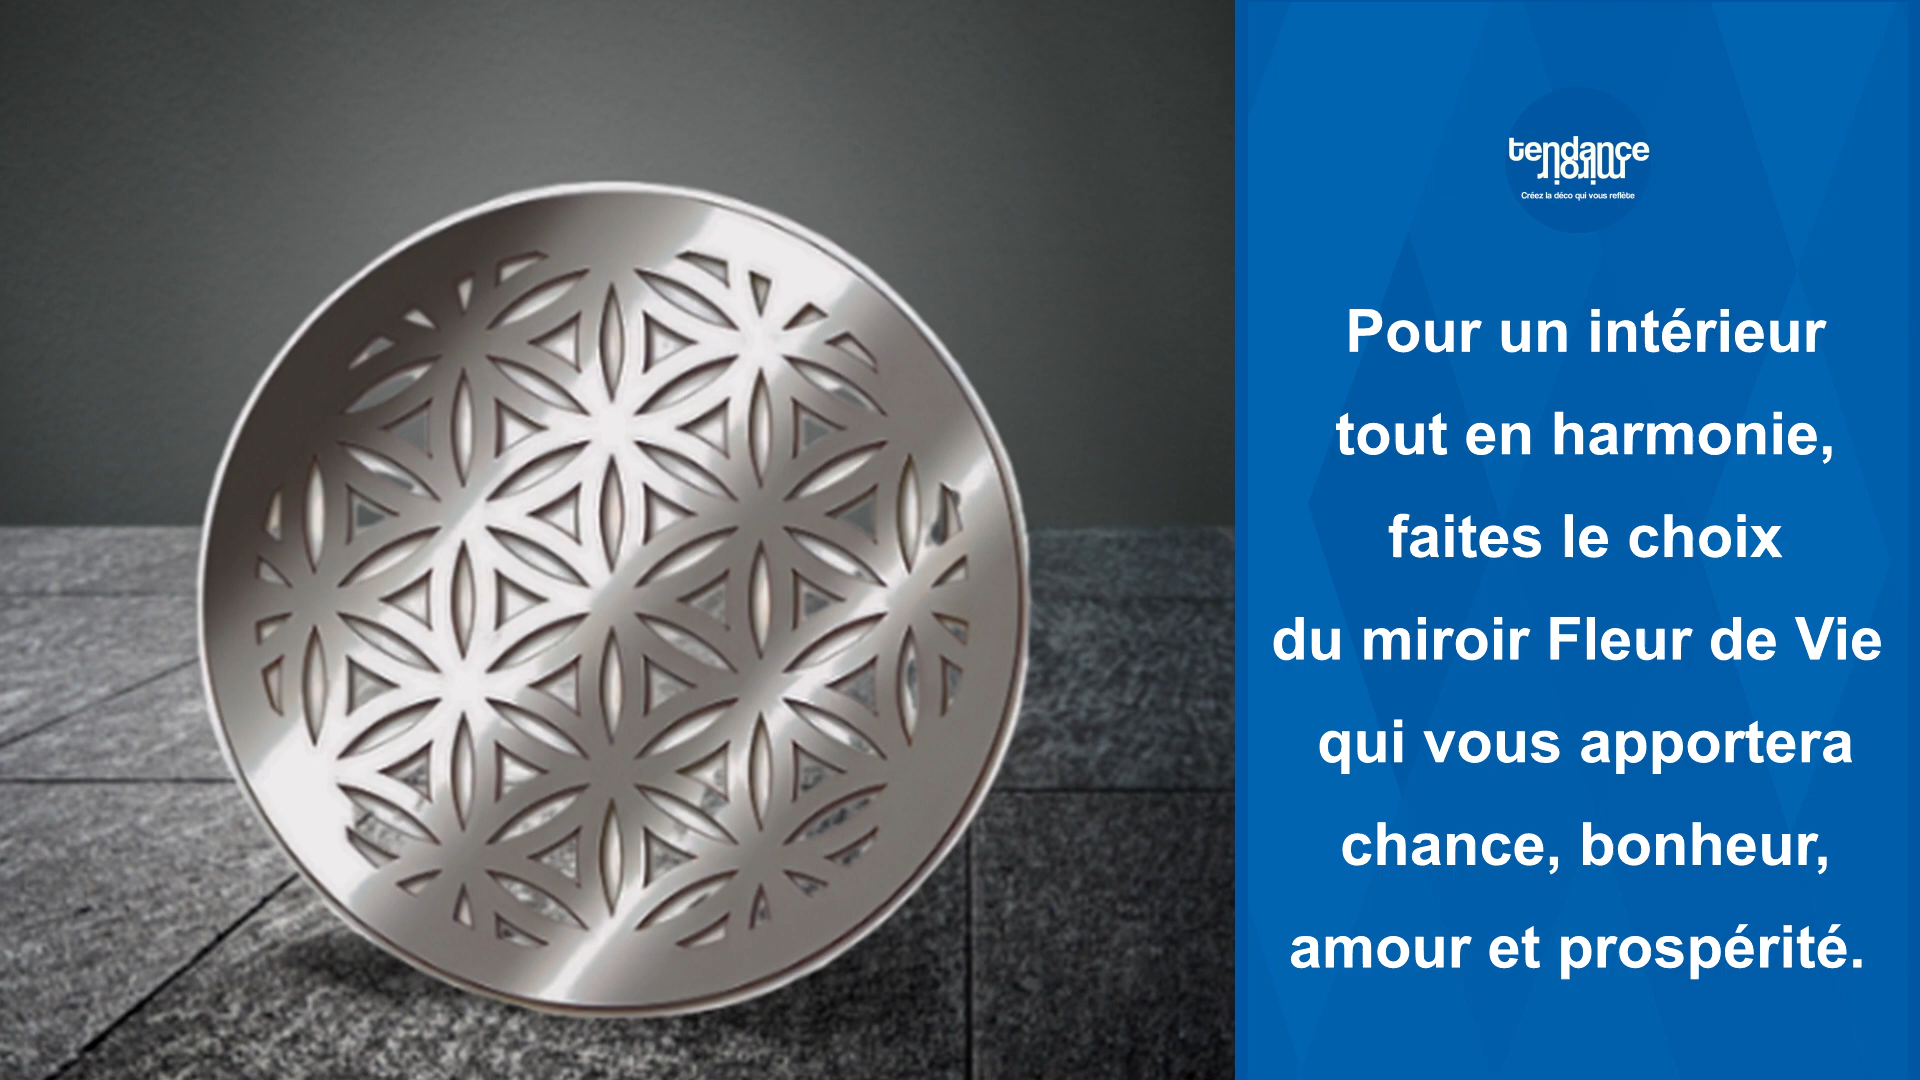 tendance
miroir
Créez la déco qui vous reflète
Pour un intérieur
tout en harmonie,
faites le choix
du miroir Fleur de Vie
qui vous apportera
chance, bonheur,
amour et prospérité.